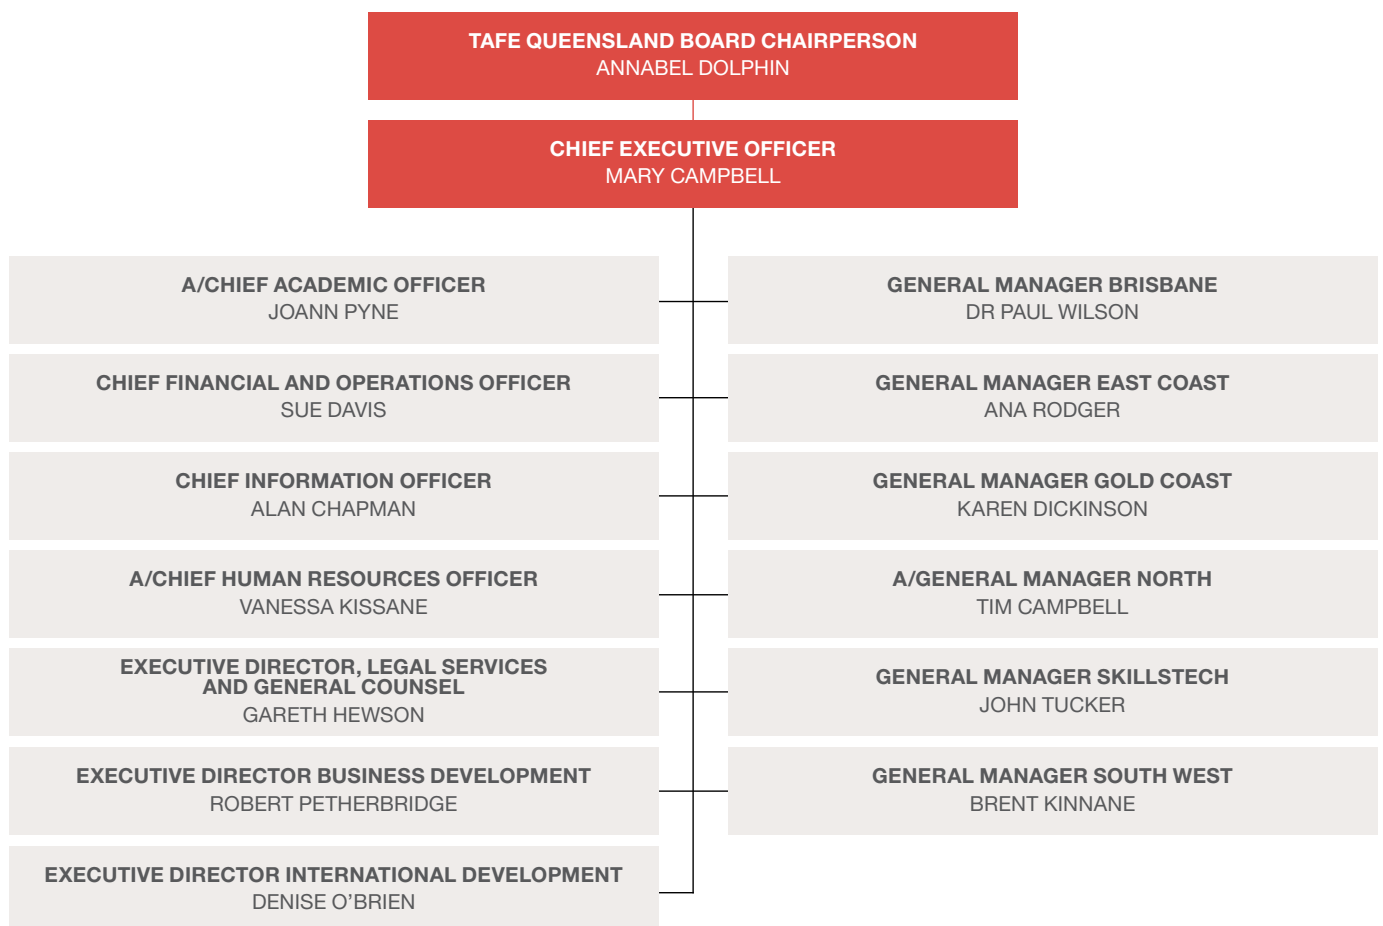 TAFE QUEENSLAND BOARD CHAIRPERSON
ANNABEL DOLPHIN
CHIEF EXECUTIVE OFFICER
MARY CAMPBELL
A/CHIEF ACADEMIC OFFICER
JOANN PYNE
CHIEF FINANCIAL AND OPERATIONS OFFICER
SUE DAVIS
CHIEF INFORMATION OFFICER
ALAN CHAPMAN
A/CHIEF HUMAN RESOURCES OFFICER
VANESSA KISSANE
EXECUTIVE DIRECTOR, LEGAL SERVICES
AND GENERAL COUNSEL
GARETH HEWSON
EXECUTIVE DIRECTOR BUSINESS DEVELOPMENT
ROBERT PETHERBRIDGE
EXECUTIVE DIRECTOR INTERNATIONAL DEVELOPMENT
DENISE O’BRIEN
GENERAL MANAGER BRISBANE
DR PAUL WILSON
GENERAL MANAGER EAST COAST
ANA RODGER
GENERAL MANAGER GOLD COAST
KAREN DICKINSON
A/GENERAL MANAGER NORTH
TIM CAMPBELL
GENERAL MANAGER SKILLSTECH
JOHN TUCKER
GENERAL MANAGER SOUTH WEST
BRENT KINNANE